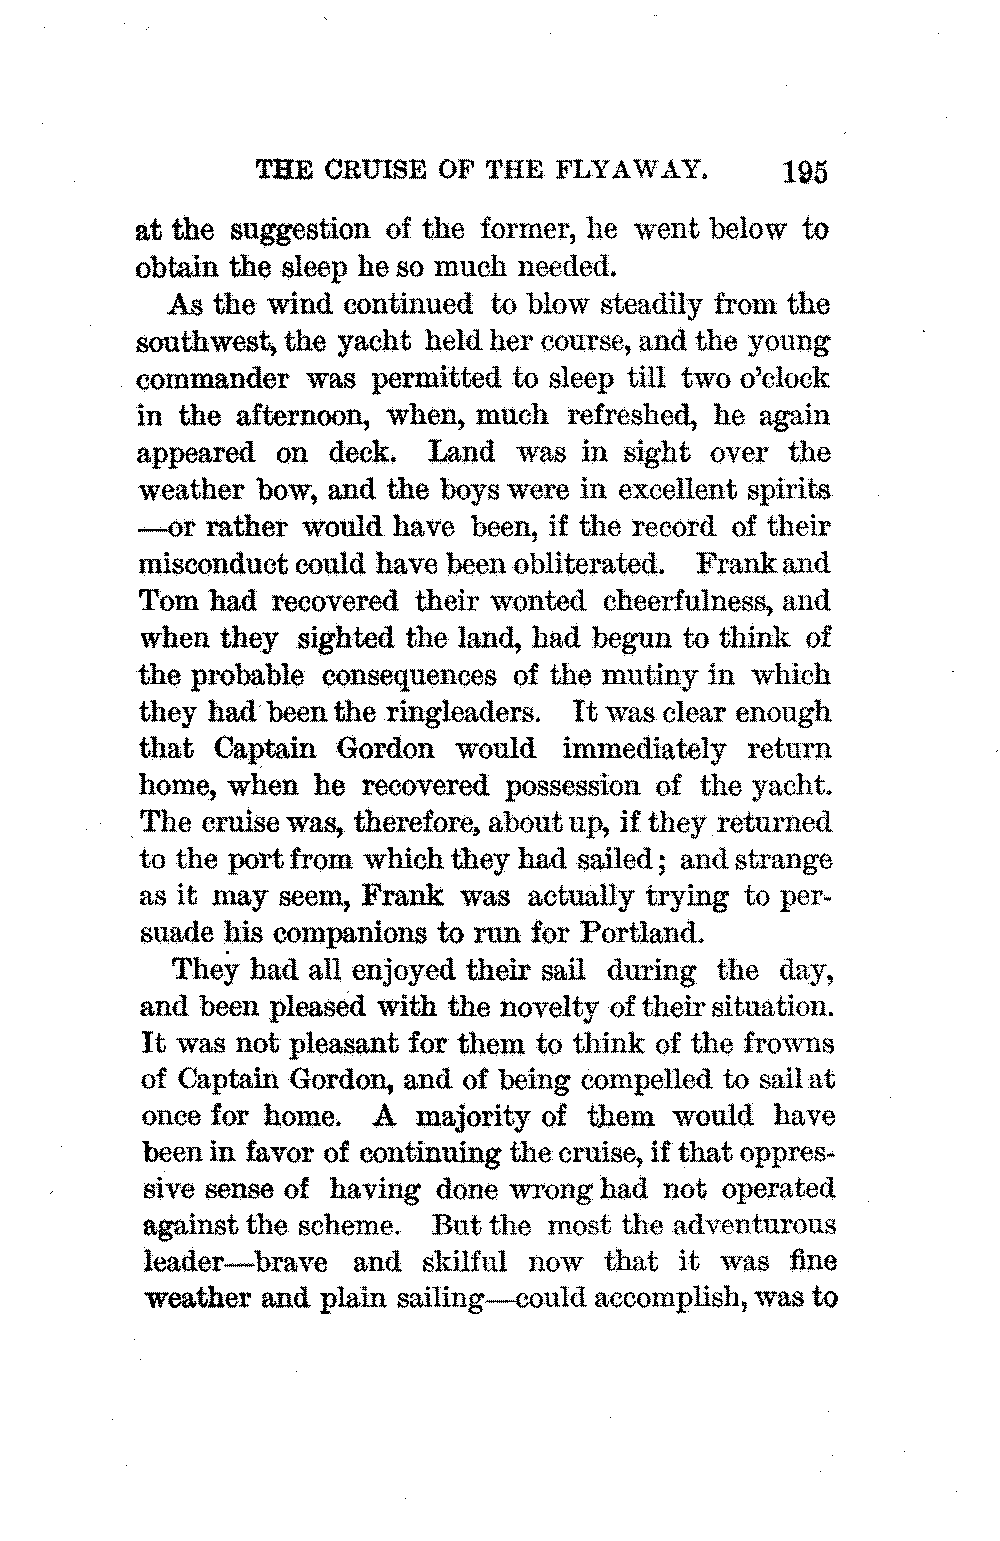 THE CRUISE OF THE FLYAWAY. 195
at the suggestion of the former, he went below to
obtain the sleep he so much needed.
As the wind continued to blow steadily from the
southwest, the yacht held her course, and the young
commander was permitted to sleep till two o'clock
in the afternoon, when, much refreshed, he again
appeared on deck. Land was in sight over the
weather bow, and the boys were in excellent spirits
—or rather would have been, if the record of their
misconduct could have been obliterated. Frank and
Tom had recovered their wonted cheerfulness, and
when they sighted the land, had begun to think of
the probable consequences of the mutiny in which
they had been the ringleaders. It was clear enough
that Captain Gordon would immediately return
home, when he recovered possession of the yacht.
The cruise was, therefore, about up, if they returned
to the port from which they had sailed; and strange
as it may seem, Frank was actually trying to per-
suade his companions to run for Portland.
They had all enjoyed their sail during the day,
and been pleased with the novelty of their situation.
It was not pleasant for them to think of the frowns
of Captain Gordon, and of being compelled to sail at
once for home. A majority of them would have
been in favor of continuing the cruise, if that oppres-
sive sense of having done wrong had not operated
against the scheme. But the most the adventurous
leader—brave and skilful now that it was fine
weather and plain sailing—could accomplish, was to